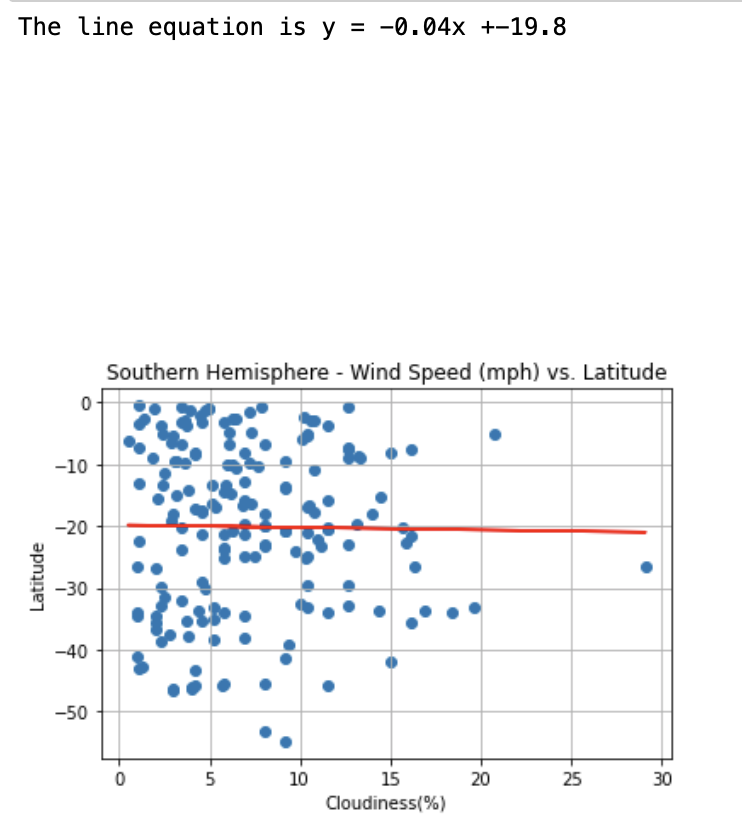 The line equation is y = −0.04x +−19.8
Southern Hemisphere - Wind Speed (mph) vs. Latitude
0
−10
−20
−30
−40
−50
Latitude
0 5 10 15 20 25 30
Cloudiness(%)